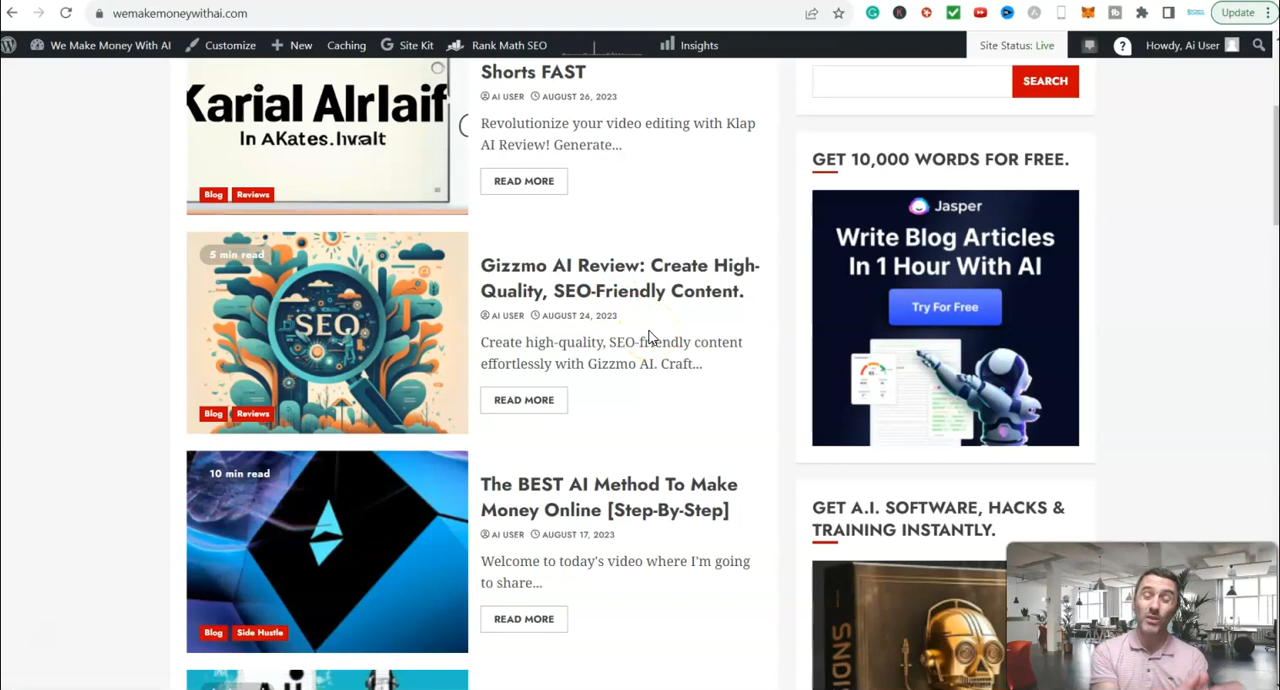 wemakemoneywithai.com
Update
We Make Money With AI
Customize
New
Caching
Site Kit
Rank Math SEO
Insights
Site Status: Live
Howdy, Ai User
Karial Alrlaif
In AKates.Invalt
Blog
Reviews
Shorts FAST
AI USER
AUGUST 26, 2023
Revolutionize your video editing with Klap
AI Review! Generate...
READ MORE
5 min read
SEO
Blog
Reviews
Gizzmo AI Review: Create High-
Quality, SEO-Friendly Content.
AI USER
AUGUST 24, 2023
Create high-quality, SEO-friendly content
effortlessly with Gizzmo AI. Craft...
READ MORE
10 min read
Blog
Side Hustle
The BEST AI Method To Make
Money Online [Step-By-Step]
AI USER
AUGUST 17, 2023
Welcome to today's video where I'm going
to share...
READ MORE
SEARCH
GET 10,000 WORDS FOR FREE.
Jasper
Write Blog Articles
In 1 Hour With AI
Try For Free
GET A.I. SOFTWARE, HACKS &
TRAINING INSTANTLY.